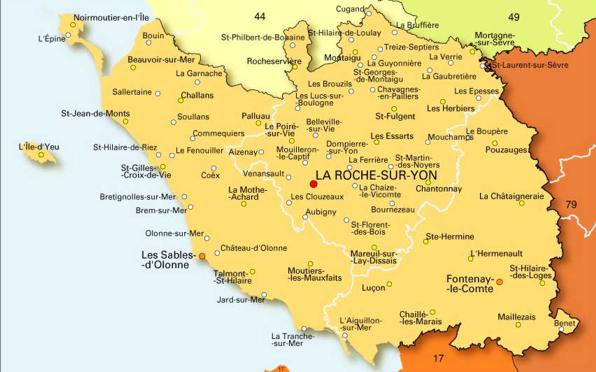 Noirmoutier-en-l'Île
L'Épine
44
Cugand
49
La Bruffière
Bouin
St-Philbert-de-Bouaine
St-Hilaire-de-Loulay
Mortagne-
-sur-Sèvre
Treize-Septiers
Beauvoir-sur-Mer
Rocheservière
Montaigu
La Guyonnière
La Verrie
St-Laurent-sur-Sèvre
La Garnache
St-Georges-
-de-Montaigu
La Gaubretière
Sallertaine
Challans
Les Brouzils
Chavagnes-
-en-Paillers
Les Epesses
Les Lucs-sur-
-Boulogne
Les Herbiers
St-Jean-de-Monts
Soullans
Palluau
Le Poiré-
-sur-Vie
Belleville-
-sur-Vie
St-Fulgent
Commequiers
Les Essarts
Mouchamps
Le Boupère
L'Île-d'Yeu
St-Hilaire-de-Riez
Le Fenouiller
Aizenay
Mouilleron-
-le-Captif
Dompierre-
-sur-Yon
Pouzauges
St-Gilles-
-Croix-de-Vie
La Ferrière
St-Martin-
-des-Noyers
Coëx
Venansault
LA ROCHE-SUR-YON
La Mothe-
-Achard
La Chaize-
-le-Vicomte
Chantonnay
Bretignolles-sur-Mer
Les Clouzeaux
La Châtaigneraie
79
Brem-sur-Mer
Aubigny
Bournezeau
St-Florent-
-des-Bois
Olonne-sur-Mer
Ste-Hermine
Château-d'Olonne
Les Sables-
-d'Olonne
Mareuil-sur-
-Lay-Dissais
L'Hermenault
Talmont-
-St-Hilaire
Moutiers-
-les-Mauxfaits
St-Hilaire-
-des-Loges
Fontenay-
-le-Comte
Luçon
Jard-sur-Mer
L'Aiguillon-
-sur-Mer
Chaillé-
-les-Marais
Maillezais
Benet
La Tranche-
-sur-Mer
17
17